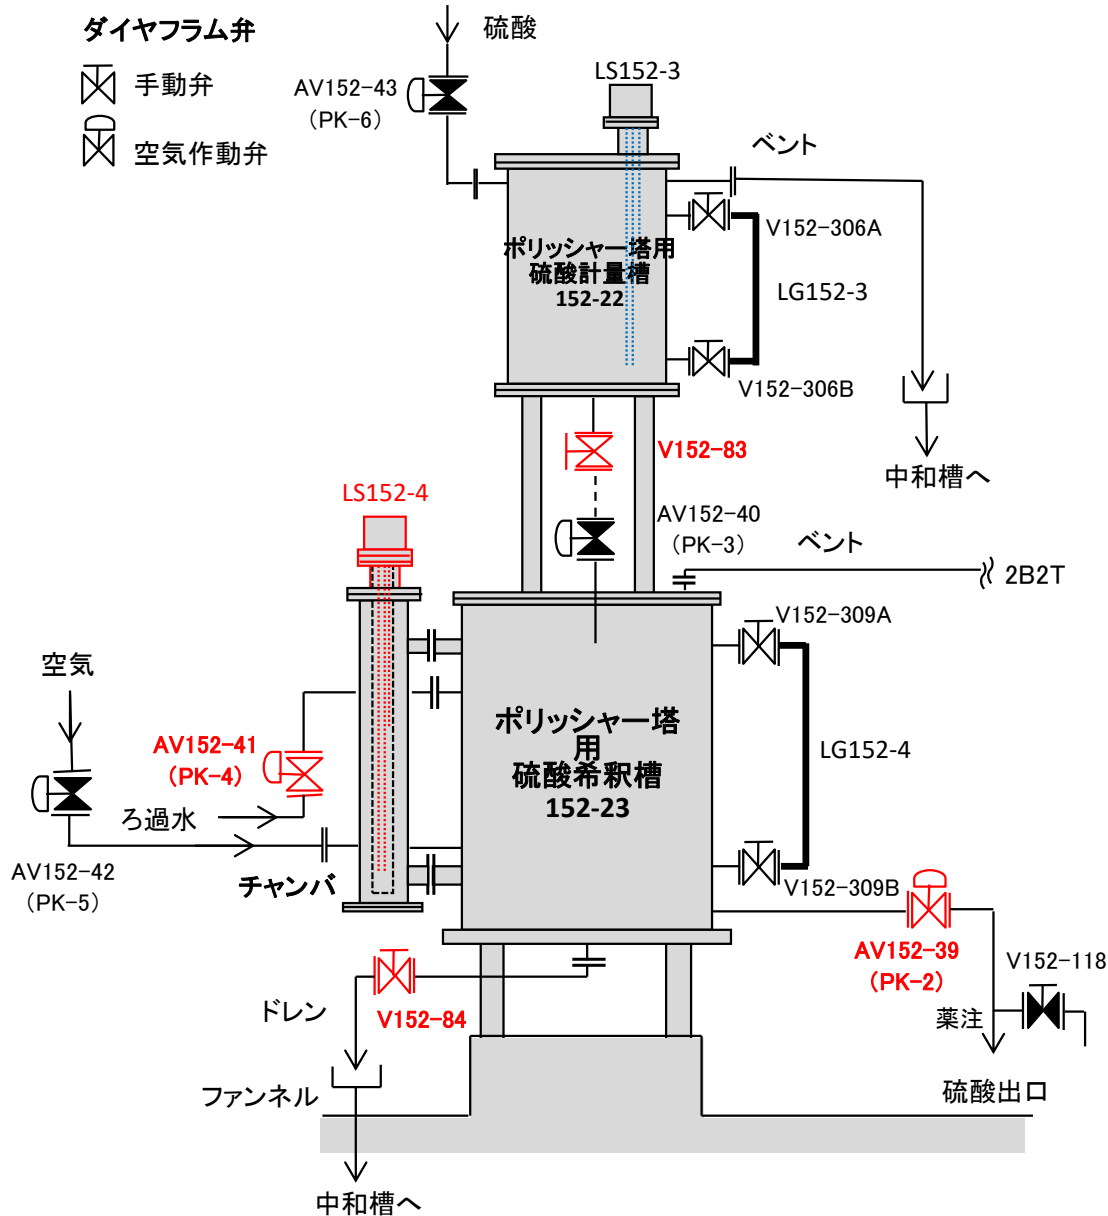 ダイヤフラム弁
手動弁
空気作動弁
硫酸
AV152-43
(PK-6)
LS152-3
ベント
V152-306A
ポリッシャー塔用
硫酸計量槽
152-22
LG152-3
V152-306B
中和槽へ
V152-83
LS152-4
AV152-40
(PK-3)
ベント
2B2T
V152-309A
空気
AV152-41
(PK-4)
ポリッシャー塔
用
硫酸希釈槽
152-23
LG152-4
ろ過水
AV152-42
(PK-5)
チャンバ
V152-309B
AV152-39
(PK-2)
V152-118
ドレン
V152-84
薬注
ファンネル
硫酸出口
中和槽へ